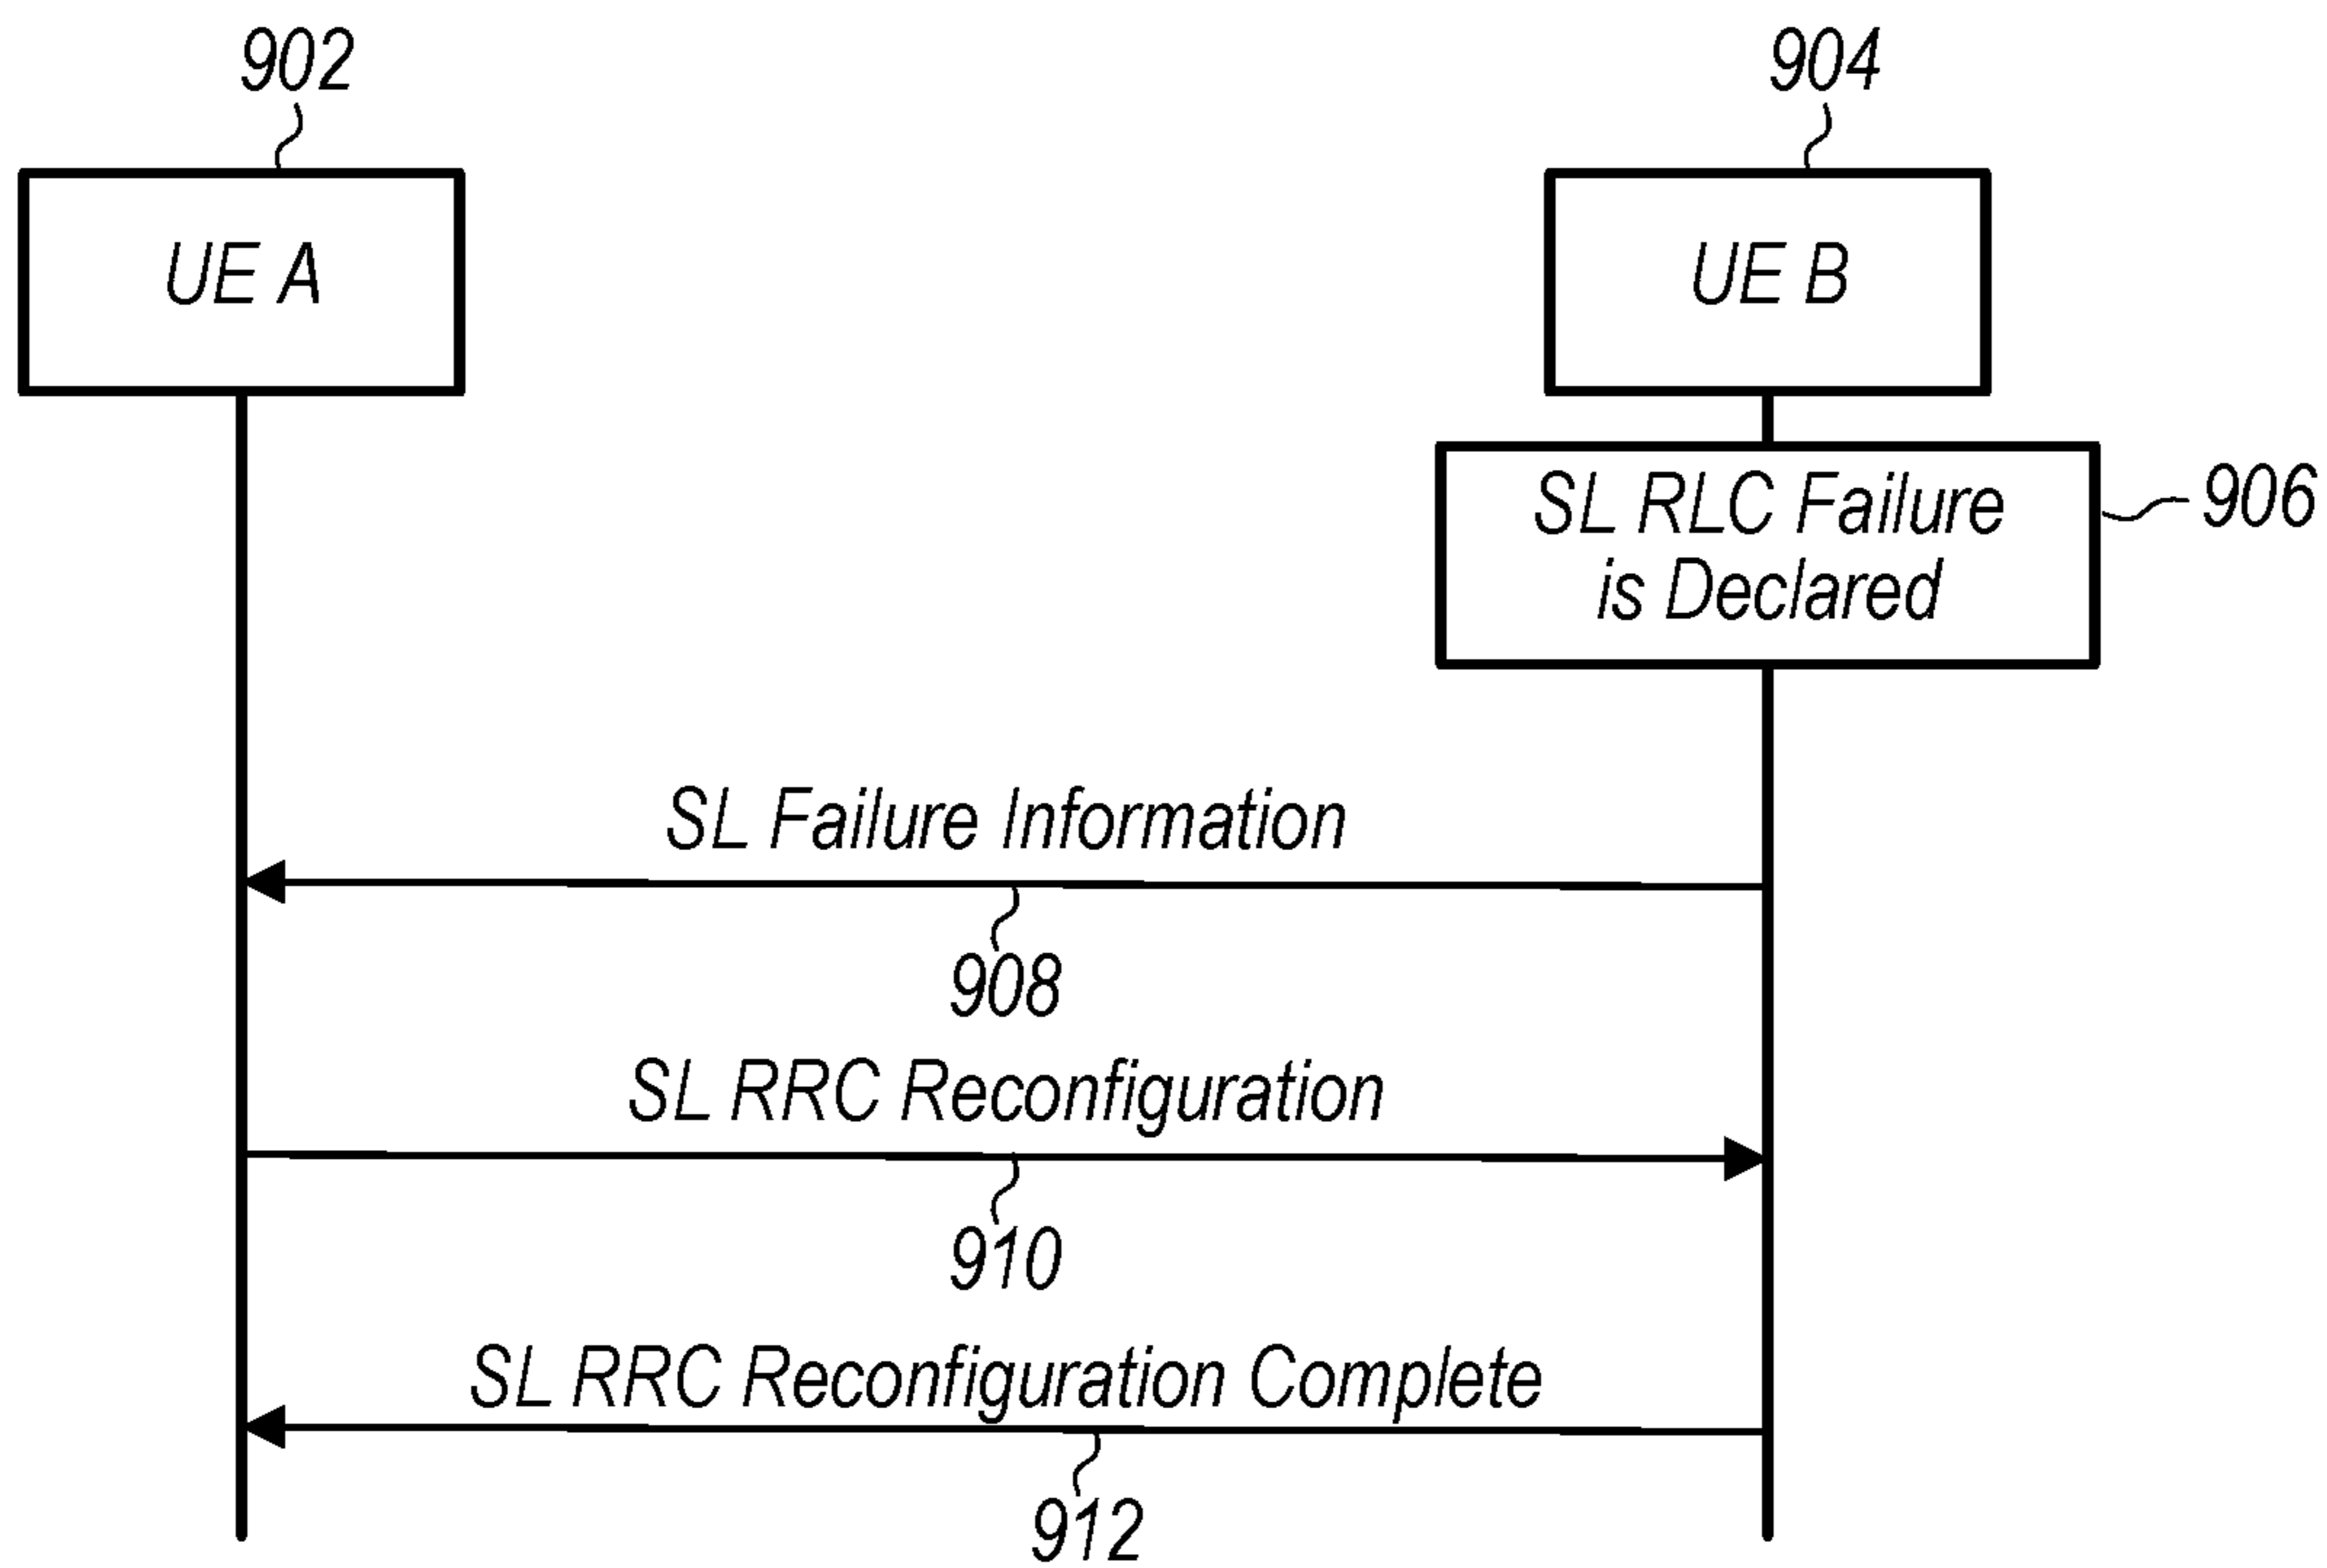 902
904
UE A
UE B
SL RLC Failure
is Declared
906
SL Failure Information
908
SL RRC Reconfiguration
910
SL RRC Reconfiguration Complete
912